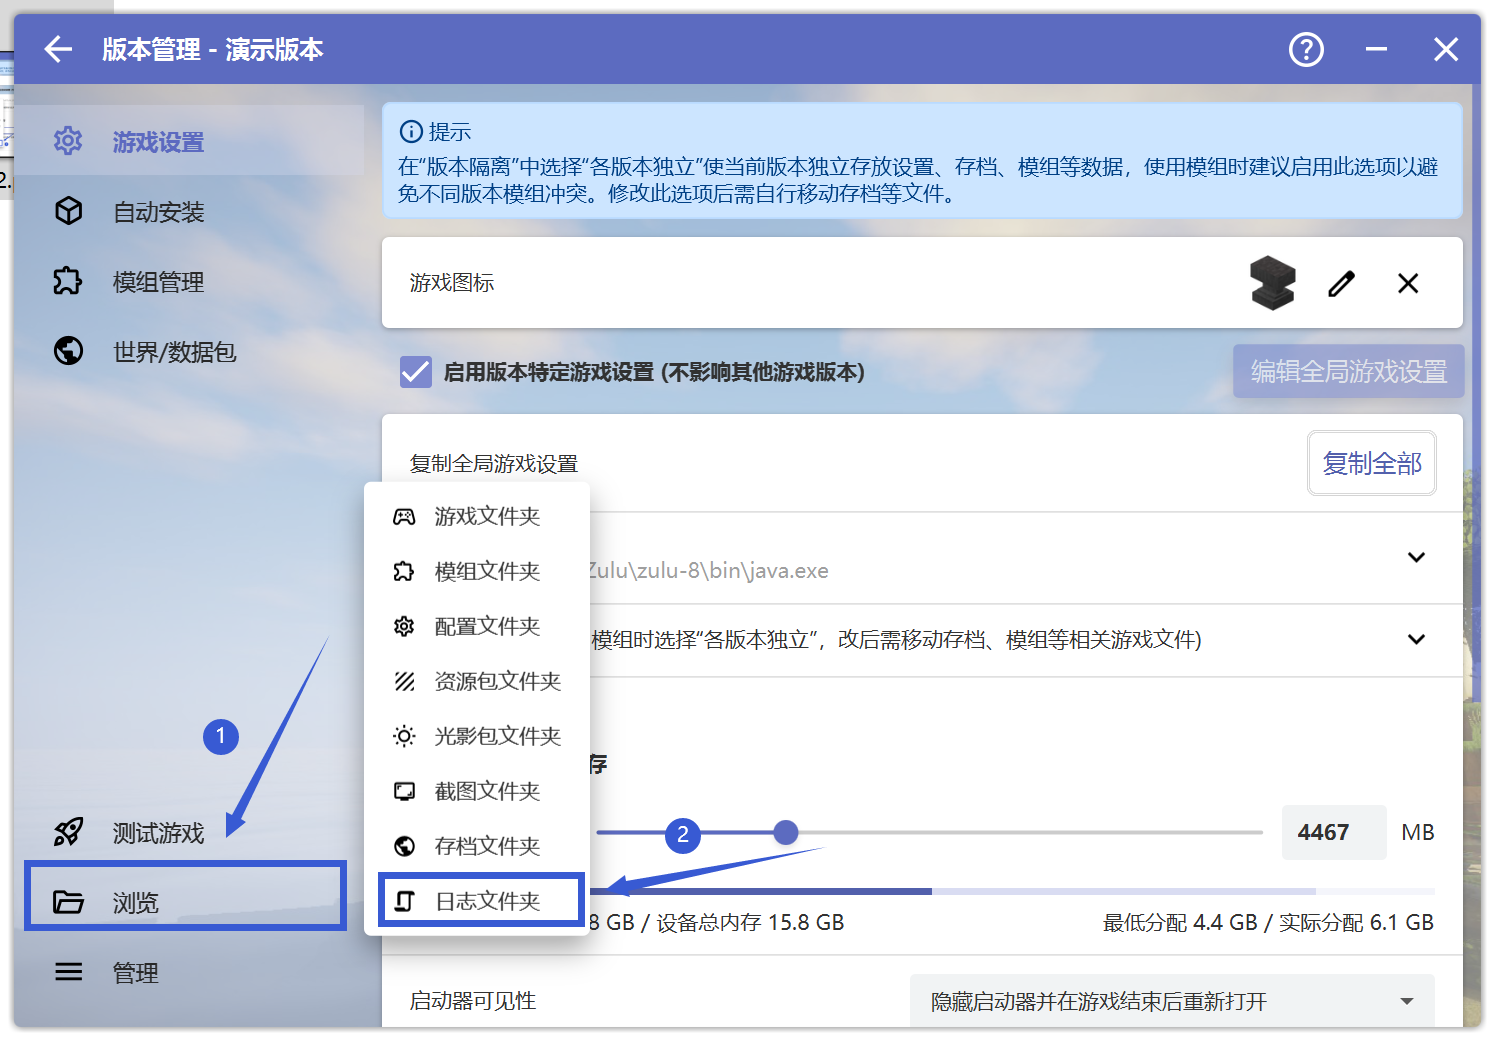 版本管理 - 演示版本
游戏设置
自动安装
模组管理
世界/数据包
测试游戏
浏览
管理
1
提示
在“版本隔离”中选择“各版本独立”使当前版本独立存放设置、存档、模组等数据，使用模组时建议启用此选项以避
免不同版本模组冲突。修改此选项后需自行移动存档等文件。
游戏图标
启用版本特定游戏设置 (不影响其他游戏版本)
编辑全局游戏设置
复制全局游戏设置
复制全部
游戏文件夹
模组文件夹
配置文件夹
资源包文件夹
光影包文件夹
截图文件夹
存档文件夹
日志文件夹
Zulu\zulu-8\bin\java.exe
模组时选择“各版本独立”，改后需移动存档、模组等相关游戏文件)
存
2
4467
MB
8 GB / 设备总内存 15.8 GB
最低分配 4.4 GB / 实际分配 6.1 GB
启动器可见性
隐藏启动器并在游戏结束后重新打开